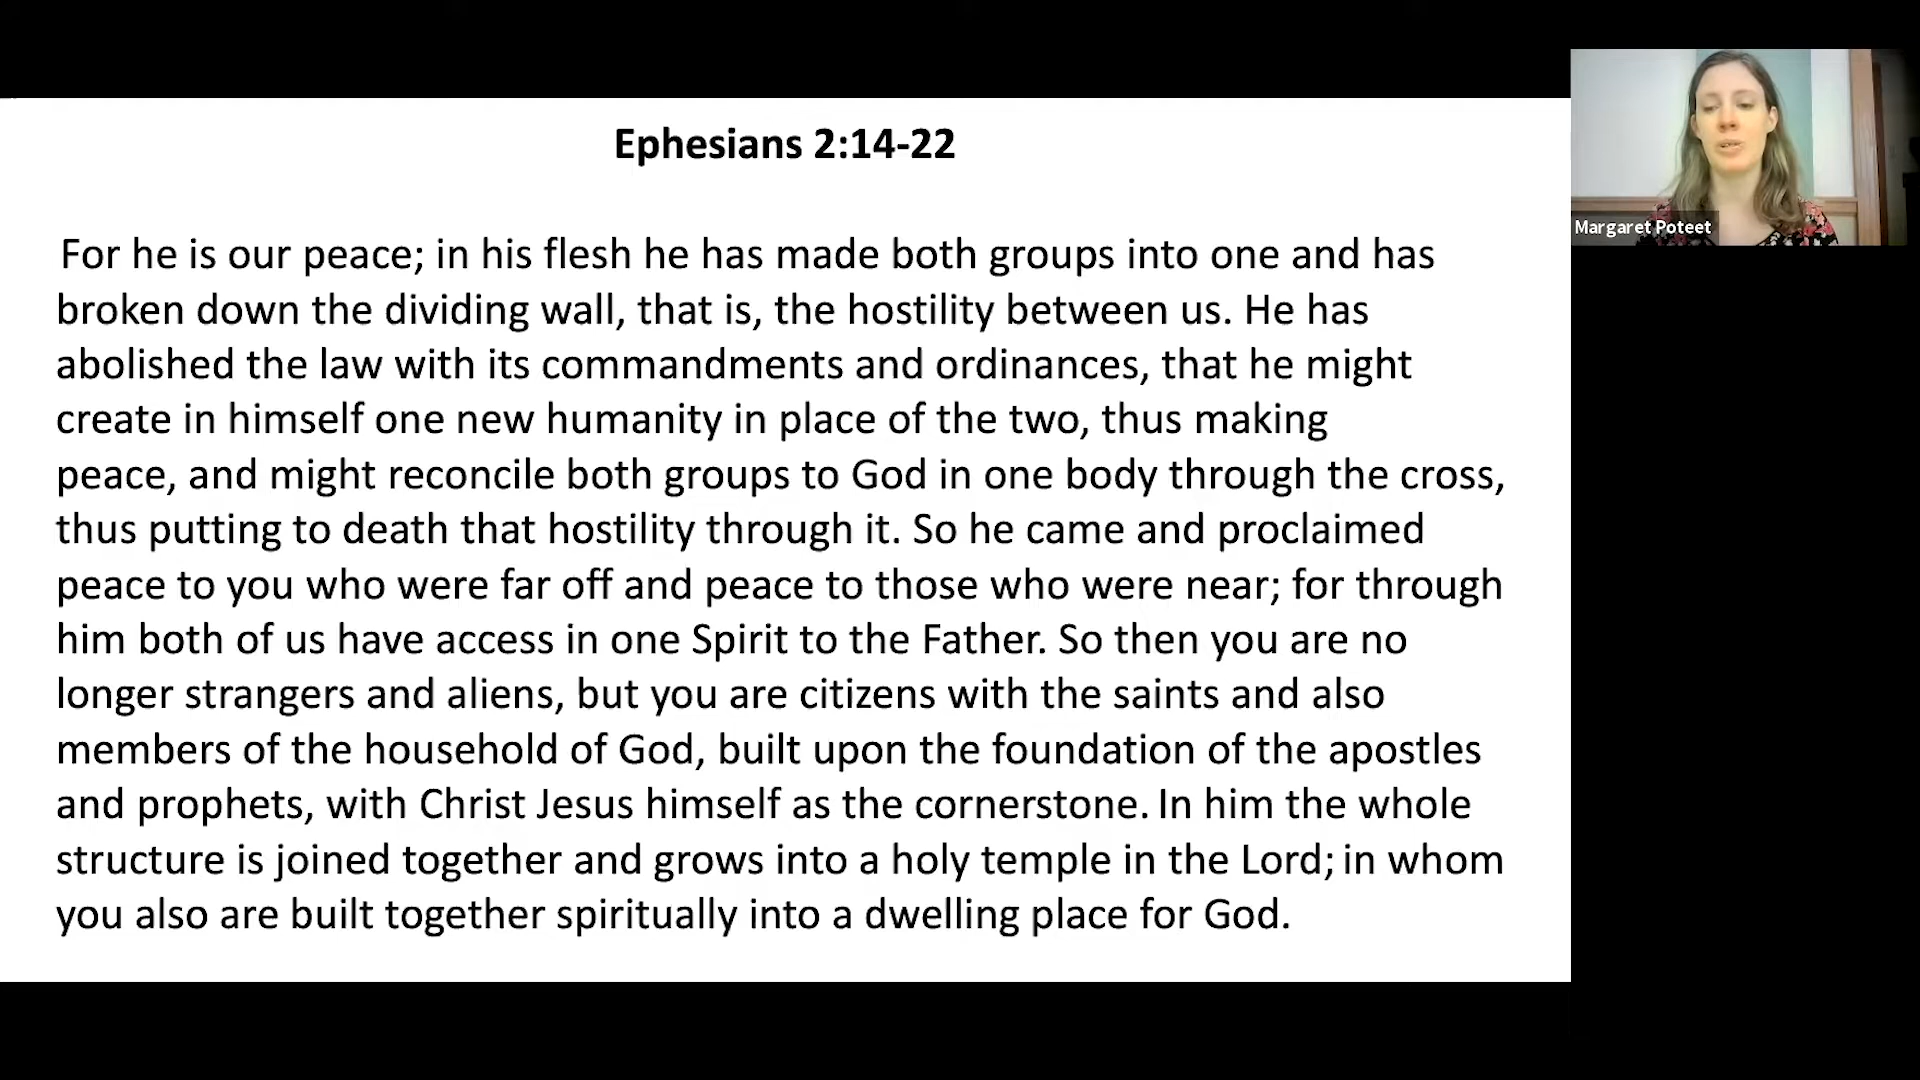 Ephesians 2:14-22
For he is our peace; in his flesh he has made both groups into one and has
broken down the dividing wall, that is, the hostility between us. He has
abolished the law with its commandments and ordinances, that he might
create in himself one new humanity in place of the two, thus making
peace, and might reconcile both groups to God in one body through the cross,
thus putting to death that hostility through it. So he came and proclaimed
peace to you who were far off and peace to those who were near; for through
him both of us have access in one Spirit to the Father. So then you are no
longer strangers and aliens, but you are citizens with the saints and also
members of the household of God, built upon the foundation of the apostles
and prophets, with Christ Jesus himself as the cornerstone. In him the whole
structure is joined together and grows into a holy temple in the Lord; in whom
you also are built together spiritually into a dwelling place for God.
Margaret Poteet